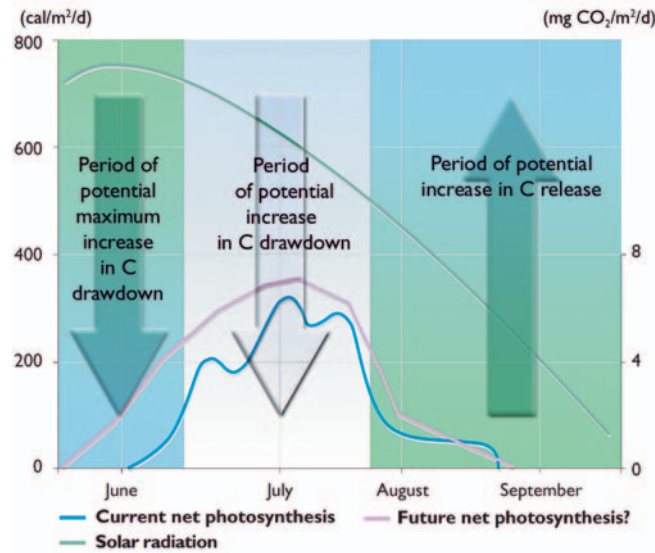 (cal/m²/d)
(mg CO₂/m²/d)
800
600
400
200
0
8
4
0
Period of
potential
maximum
increase
in C
drawdown
Period
of potential
increase
in C drawdown
Period of potential
increase in C release
June
July
August
September
Current net photosynthesis
Future net photosynthesis?
Solar radiation